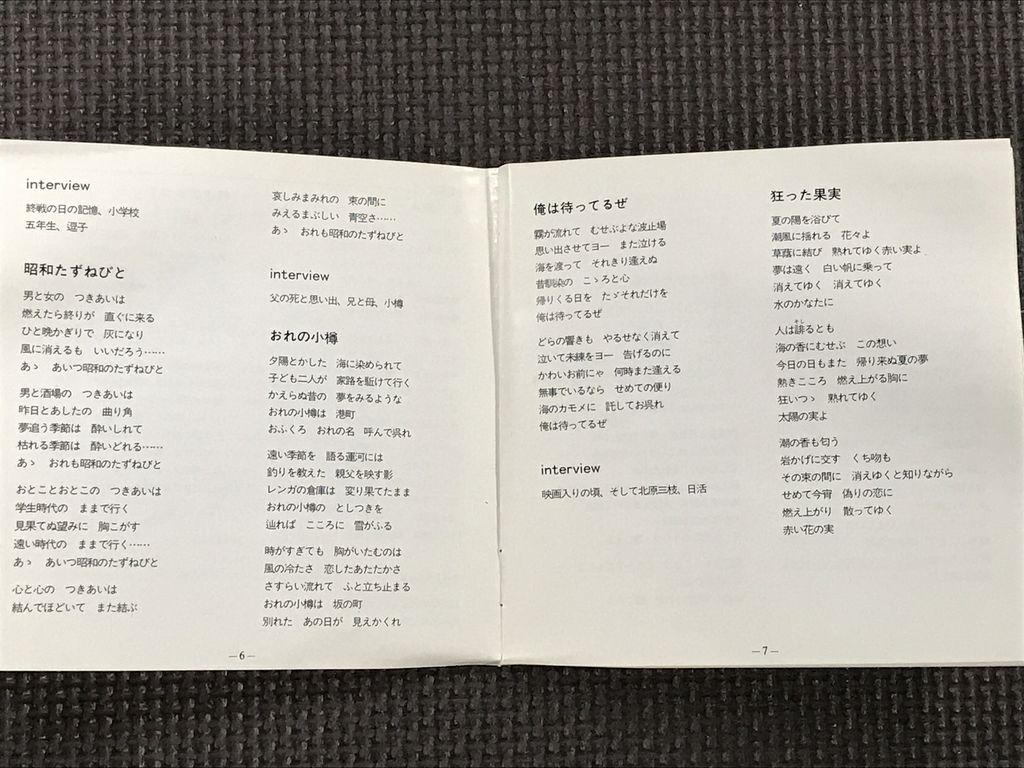 interview
終戦の日の記憶、小学校
五年生、逗子
昭和たずねびと
男と女の　つきあいは
燃えたら終りが　直ぐに来る
ひと晩かぎりで　灰になり
風に消えるも　いいだろう……
あゝ　あいつ昭和のたずねびと
男と酒場の　つきあいは
昨日とあしたの　曲り角
夢追う季節は　酔いしれて
枯れる季節は　酔いどれる……
あゝ　おれも昭和のたずねびと
おとことおとこの　つきあいは
学生時代の　ままで行く
見果てぬ望みに　胸こがす
遠い時代の　ままで行く……
あゝ　あいつ昭和のたずねびと
心と心の　つきあいは
結んでほどいて　また結ぶ
哀しみまみれの　束の間に
みえるまぶしい　青空さ……
あゝ　おれも昭和のたずねびと
interview
父の死と思い出、兄と母、小樽
おれの小樽
夕陽とかした　海に染められて
子ども二人が　家路を駈けて行く
かえらぬ昔の　夢をみるような
おれの小樽は　港町
おふくろ　おれの名　呼んで呉れ
遠い季節を　語る運河には
釣りを教えた　親父を映す影
レンガの倉庫は　変り果てたまま
おれの小樽の　としつきを
辿れば　こころに　雪がふる
時がすぎても　胸がいたむのは
風の冷たさ　恋したあたたかさ
さすらい流れて　ふと立ち止まる
おれの小樽は　坂の町
別れた　あの日が　見えかくれ
—6—
俺は待ってるぜ
霧が流れて　むせぶよな波止場
思い出させてヨー　また泣ける
海を渡って　それきり逢えぬ
昔馴染の　こゝろと心
帰りくる日を　たゞそれだけを
俺は待ってるぜ
どらの響きも　やるせなく消えて
泣いて未練をヨー　告げるのに
かわいお前にゃ　何時また逢える
無事でいるなら　せめての便り
海のカモメに　託してお呉れ
俺は待ってるぜ
interview
映画入りの頃、そして北原三枝、日活
狂った果実
夏の陽を浴びて
潮風に揺れる　花々よ
草蔭に結び　熟れてゆく赤い実よ
夢は遠く　白い帆に乗って
消えてゆく　消えてゆく
水のかなたに
人は誹るとも
海の香にむせぶ　この想い
今日の日もまた　帰り来ぬ夏の夢
熱きこころ　燃え上がる胸に
狂いつゝ　熟れてゆく
太陽の実よ
潮の香も匂う
岩かげに交す　くち吻も
その束の間に　消えゆくと知りながら
せめて今宵　偽りの恋に
燃え上がり　散ってゆく
赤い花の実
—7—